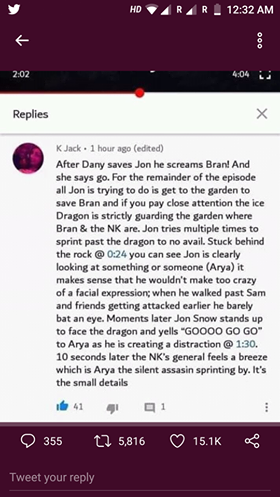 HD R R 12:32 AM
2:02 4:04
Replies
K Jack • 1 hour ago (edited)
After Dany saves Jon he screams Bran! And
she says go. For the remainder of the episode
all Jon is trying to do is get to the garden to
save Bran and if you pay close attention the ice
Dragon is strictly guarding the garden where
Bran & the NK are. Jon tries multiple times to
sprint past the dragon to no avail. Stuck behind
the rock @ 0:24 you can see Jon is clearly
looking at something or someone (Arya) it
makes sense that he wouldn't make too crazy
of a facial expression; when he walked past Sam
and friends getting attacked earlier he barely
bat an eye. Moments later Jon Snow stands up
to face the dragon and yells “GOOOO GO GO”
to Arya as he is creating a distraction @ 1:30.
10 seconds later the NK's general feels a breeze
which is Arya the silent assasin sprinting by. It's
the small details
41 1
355 5,816 15.1K
Tweet your reply